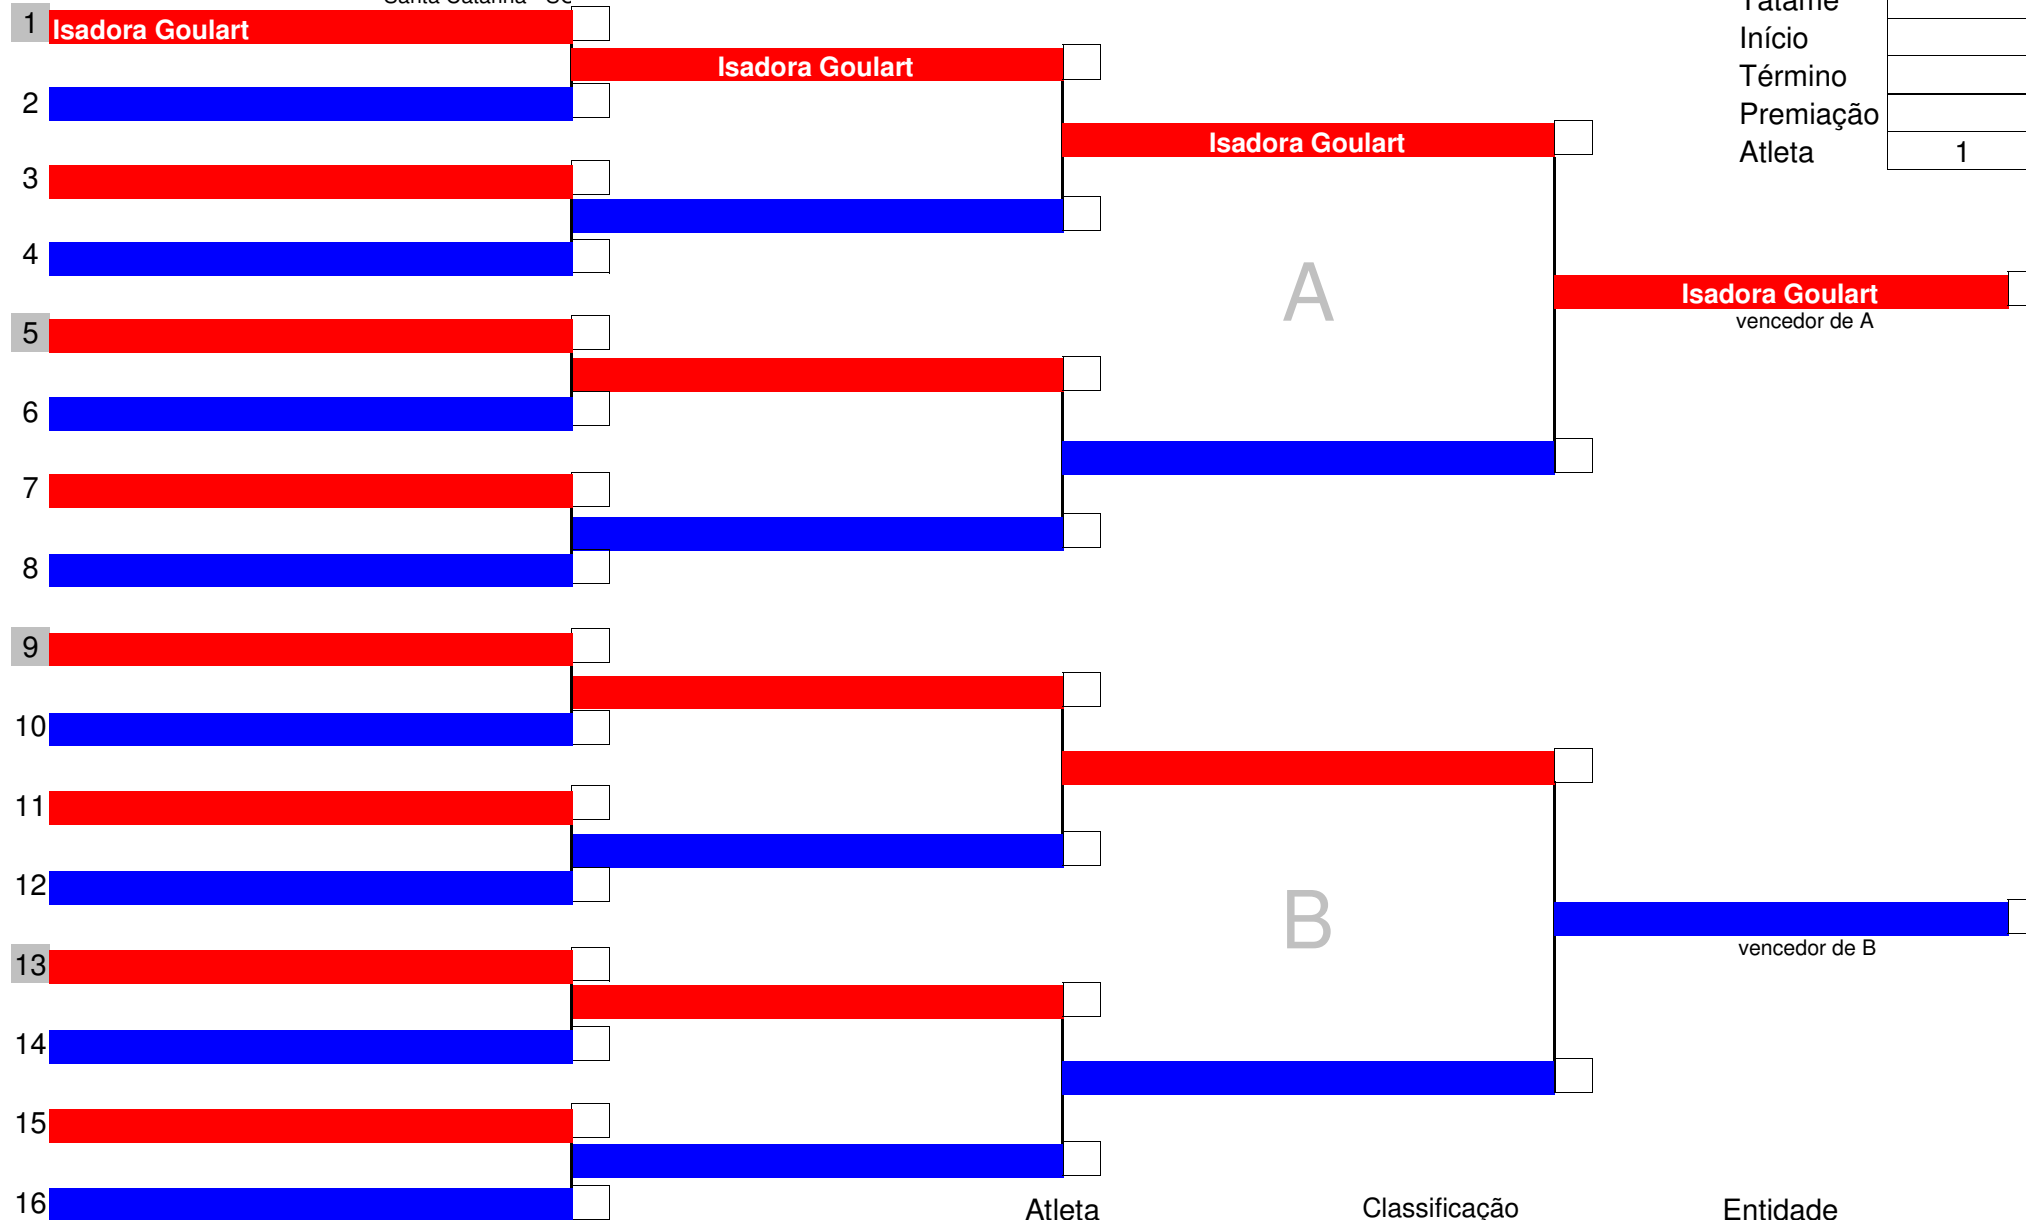 1 Isadora Goulart
Isadora Goulart
Isadora Goulart
Isadora Goulart
vencedor de A
2
3
4
5
6
7
8
9
10
11
12
13
14
15
16
A
B
vencedor de B
Tatame
Início
Término
Premiação
Atleta 1
Atleta Classificação Entidade